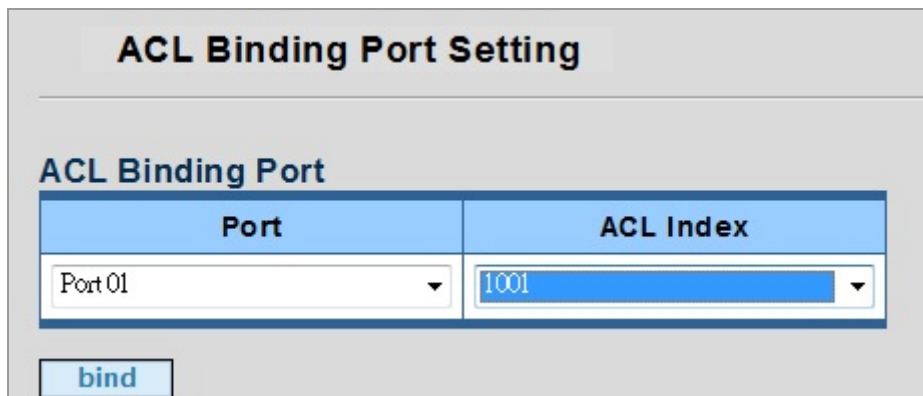 ACL Binding Port Setting
ACL Binding Port
Port ACL Index
Port 01 1001
bind